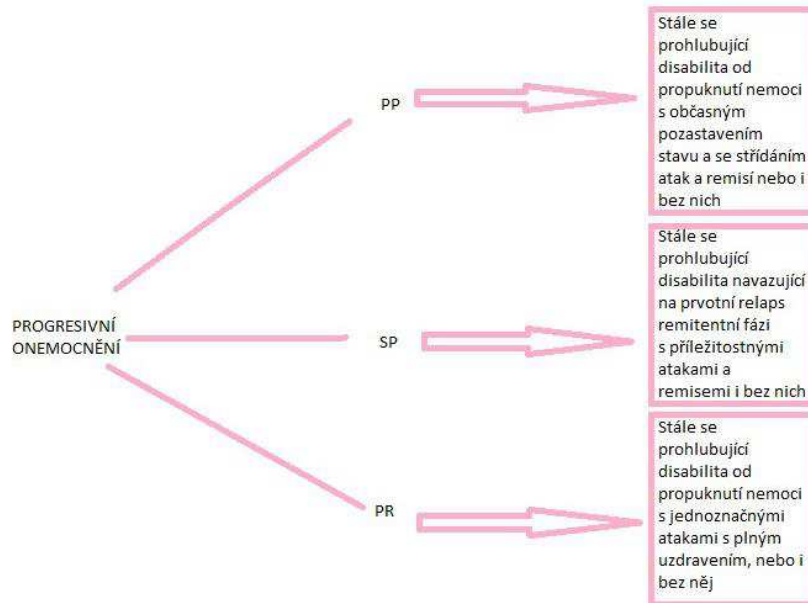 PROGRESIVNÍ
ONEMOCNĚNÍ
PP
Stále se
prohlubující
disabilita od
propuknutí nemoci
s občasným
pozastavením
stavu a se střídáním
atak a remisí nebo i
bez nich
SP
Stále se
prohlubující
disabilita navazující
na prvotní relaps
remitentní fázi
s příležitostnými
atakami a
remisemi i bez nich
PR
Stále se
prohlubující
disabilita od
propuknutí nemoci
s jednoznačnými
atakami s plným
uzdravením, nebo i
bez něj